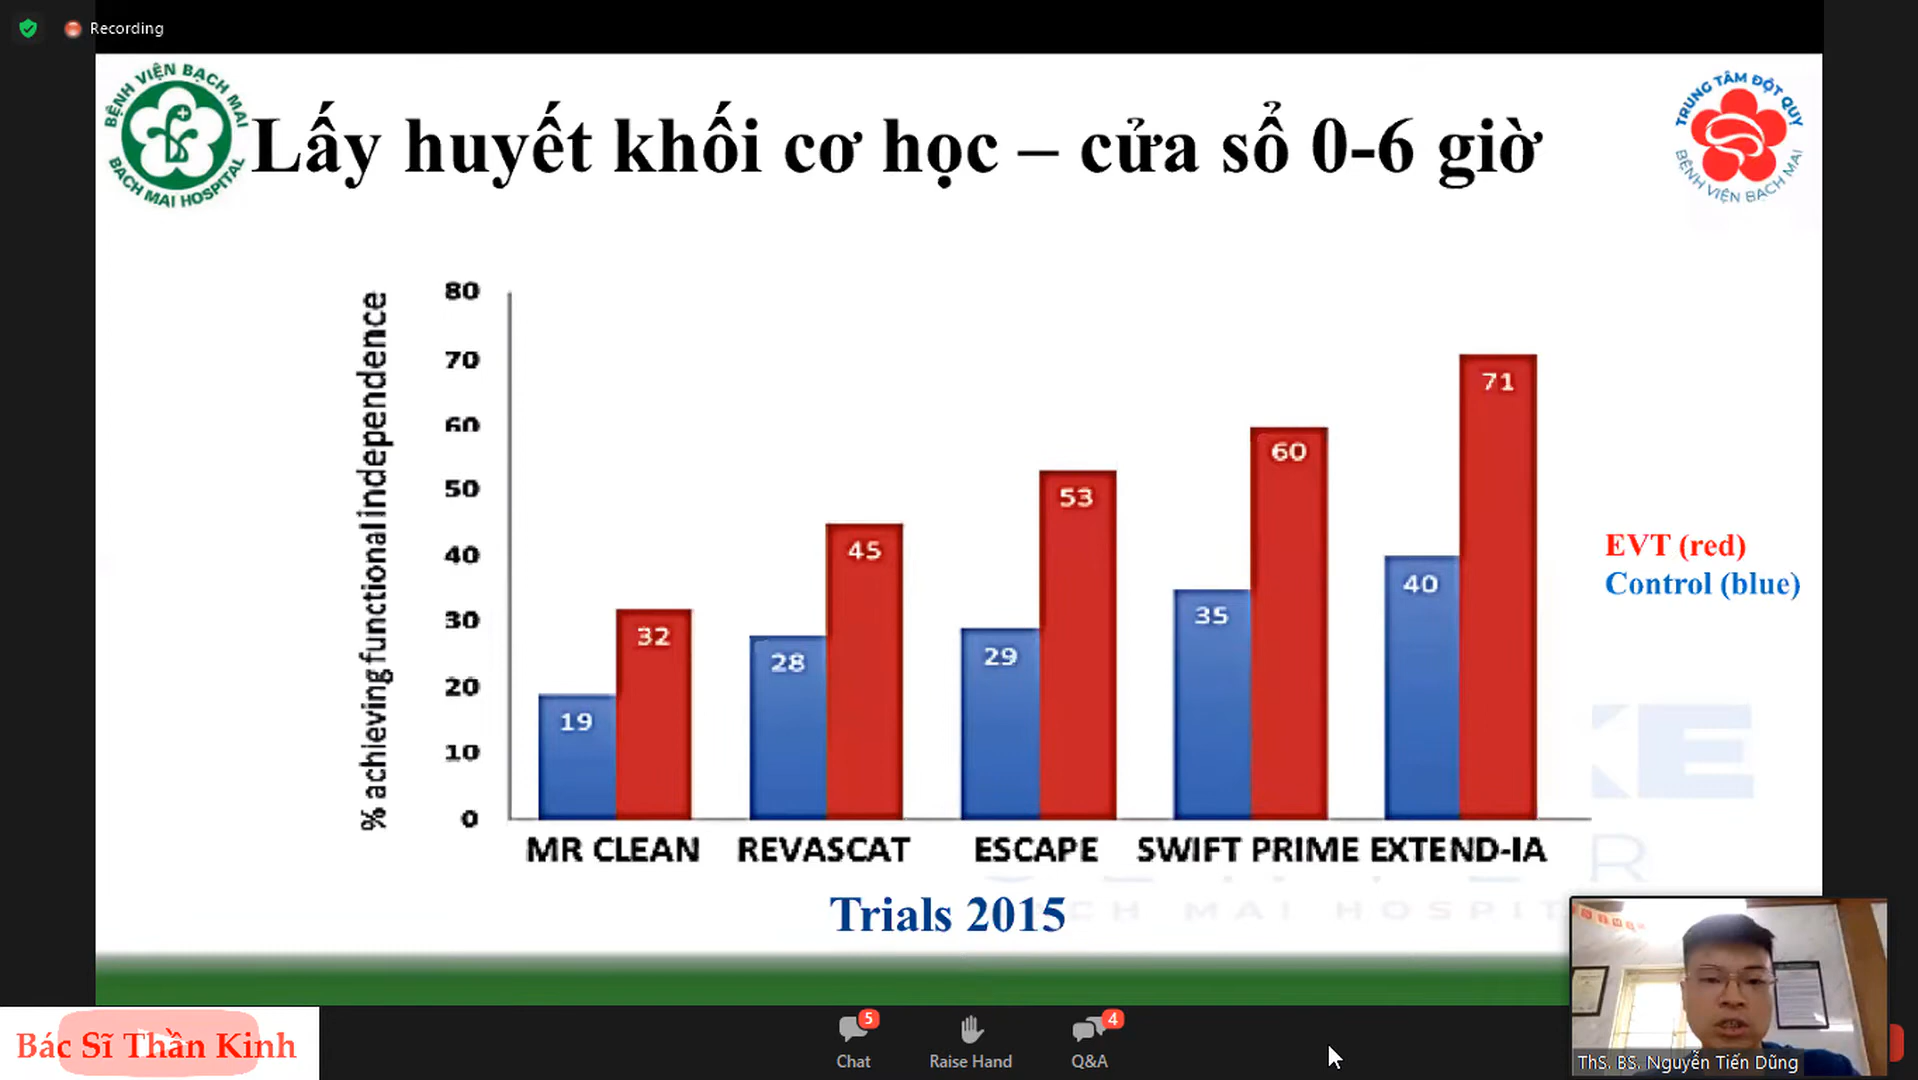 Recording
BỆNH VIỆN BẠCH MAI
BACH MAI HOSPITAL
Lấy huyết khối cơ học – cửa sổ 0-6 giờ
TRUNG TÂM ĐỘT QUỴ
BỆNH VIỆN BẠCH MAI
% achieving functional independence
80
70
60
50
40
30
20
10
0
19
32
28
45
29
53
35
60
40
71
EVT (red)
Control (blue)
MR CLEAN REVASCAT ESCAPE SWIFT PRIME EXTEND-IA
Trials 2015
Bác Sĩ Thần Kinh
5
Chat
Raise Hand
4
Q&A
ThS. BS. Nguyễn Tiến Dũng